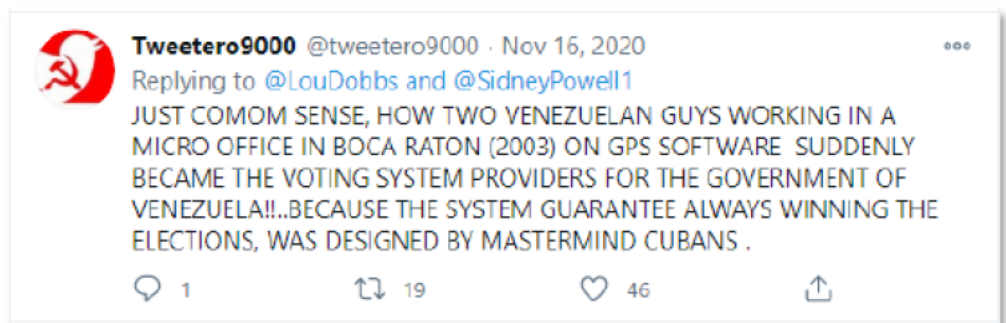 Tweetero9000 @tweetero9000 · Nov 16, 2020
Replying to @LouDobbs and @SidneyPowell1
JUST COMOM SENSE, HOW TWO VENEZUELAN GUYS WORKING IN A
MICRO OFFICE IN BOCA RATON (2003) ON GPS SOFTWARE SUDDENLY
BECAME THE VOTING SYSTEM PROVIDERS FOR THE GOVERNMENT OF
VENEZUELA!!..BECAUSE THE SYSTEM GUARANTEE ALWAYS WINNING THE
ELECTIONS, WAS DESIGNED BY MASTERMIND CUBANS .
1 19 46